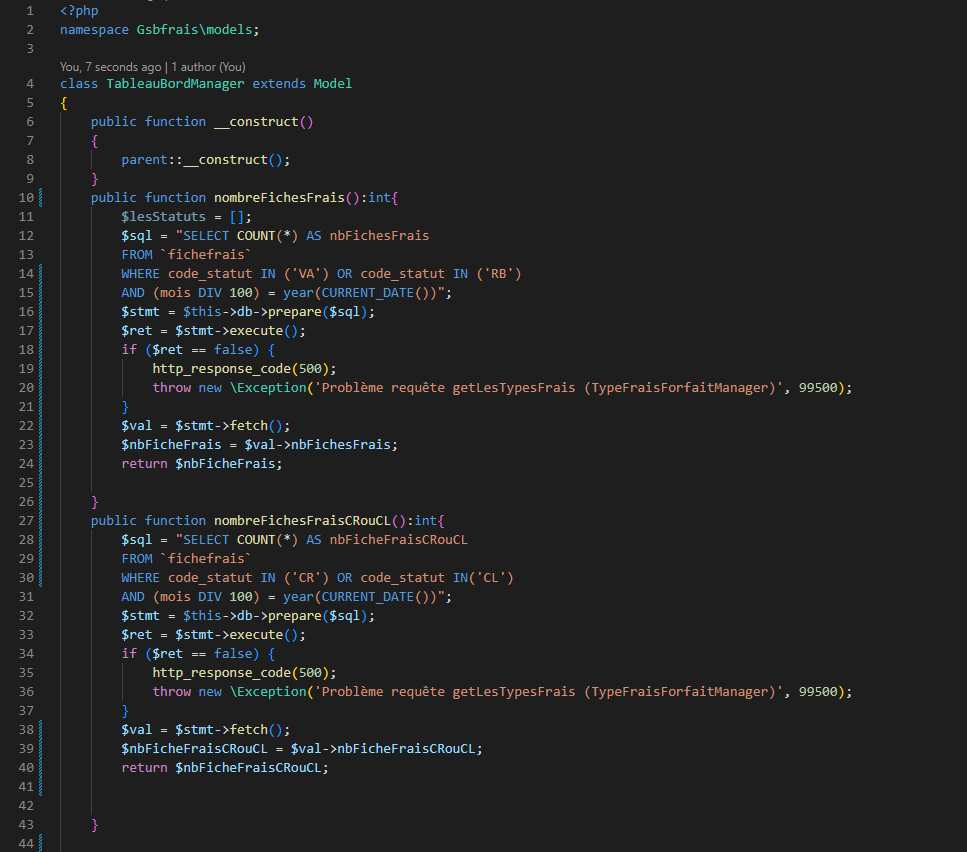 1 <?php
2 namespace Gsbfrais\models;
3
You, 7 seconds ago | 1 author (You)
4 class TableauBordManager extends Model
5 {
6 public function __construct()
7 {
8 parent::__construct();
9 }
10 public function nombreFichesFrais():int{
11 $lesStatuts = [];
12 $sql = "SELECT COUNT(*) AS nbFichesFrais
13 FROM `fichefrais`
14 WHERE code_statut IN ('VA') OR code_statut IN ('RB')
15 AND (mois DIV 100) = year(CURRENT_DATE())";
16 $stmt = $this->db->prepare($sql);
17 $ret = $stmt->execute();
18 if ($ret == false) {
19 http_response_code(500);
20 throw new \Exception('Problème requête getLesTypesFrais (TypeFraisForfaitManager)', 99500);
21 }
22 $val = $stmt->fetch();
23 $nbFicheFrais = $val->nbFichesFrais;
24 return $nbFicheFrais;
25
26 }
27 public function nombreFichesFraisCRouCL():int{
28 $sql = "SELECT COUNT(*) AS nbFicheFraisCRouCL
29 FROM `fichefrais`
30 WHERE code_statut IN ('CR') OR code_statut IN('CL')
31 AND (mois DIV 100) = year(CURRENT_DATE())";
32 $stmt = $this->db->prepare($sql);
33 $ret = $stmt->execute();
34 if ($ret == false) {
35 http_response_code(500);
36 throw new \Exception('Problème requête getLesTypesFrais (TypeFraisForfaitManager)', 99500);
37 }
38 $val = $stmt->fetch();
39 $nbFicheFraisCRouCL = $val->nbFicheFraisCRouCL;
40 return $nbFicheFraisCRouCL;
41
42
43 }
44